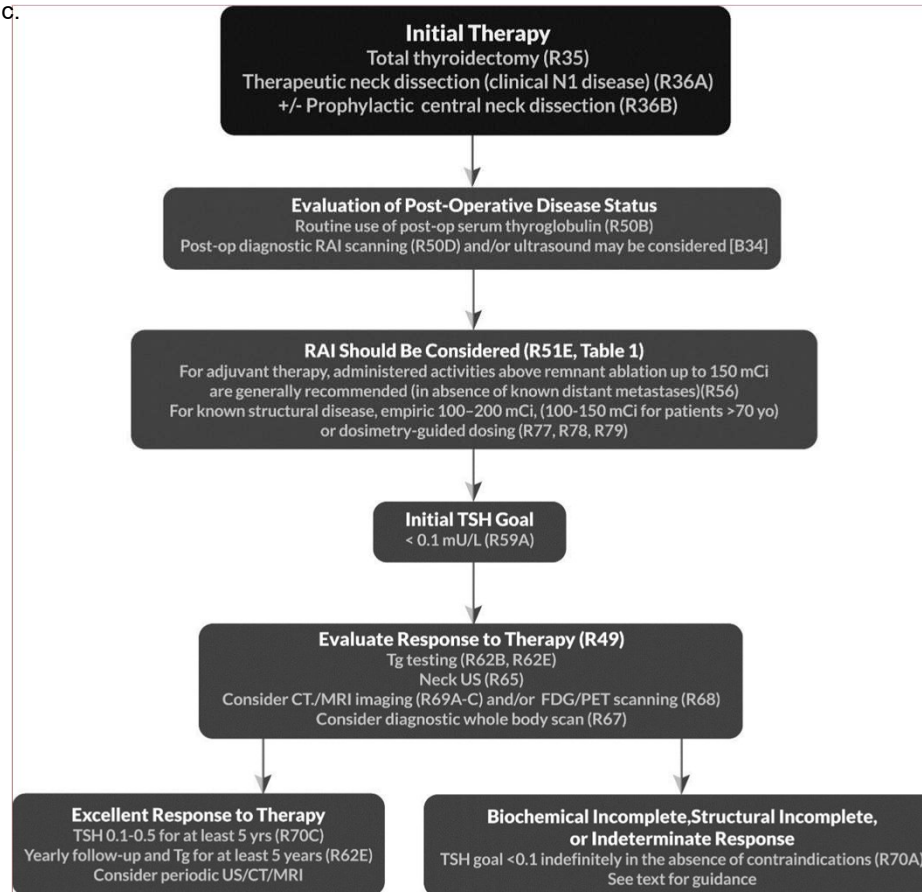 c.
Initial Therapy
Total thyroidectomy (R35)
Therapeutic neck dissection (clinical N1 disease) (R36A)
+/- Prophylactic central neck dissection (R36B)
Evaluation of Post-Operative Disease Status
Routine use of post-op serum thyroglobulin (R50B)
Post-op diagnostic RAI scanning (R50D) and/or ultrasound may be considered [B34]
RAI Should Be Considered (R51E, Table 1)
For adjuvant therapy, administered activities above remnant ablation up to 150 mCi
are generally recommended (in absence of known distant metastases)(R56)
For known structural disease, empiric 100–200 mCi, (100-150 mCi for patients >70 yo)
or dosimetry-guided dosing (R77, R78, R79)
Initial TSH Goal
< 0.1 mU/L (R59A)
Evaluate Response to Therapy (R49)
Tg testing (R62B, R62E)
Neck US (R65)
Consider CT./MRI imaging (R69A-C) and/or FDG/PET scanning (R68)
Consider diagnostic whole body scan (R67)
Excellent Response to Therapy
TSH 0.1-0.5 for at least 5 yrs (R70C)
Yearly follow-up and Tg for at least 5 years (R62E)
Consider periodic US/CT/MRI
Biochemical Incomplete,Structural Incomplete,
or Indeterminate Response
TSH goal <0.1 indefinitely in the absence of contraindications (R70A)
See text for guidance